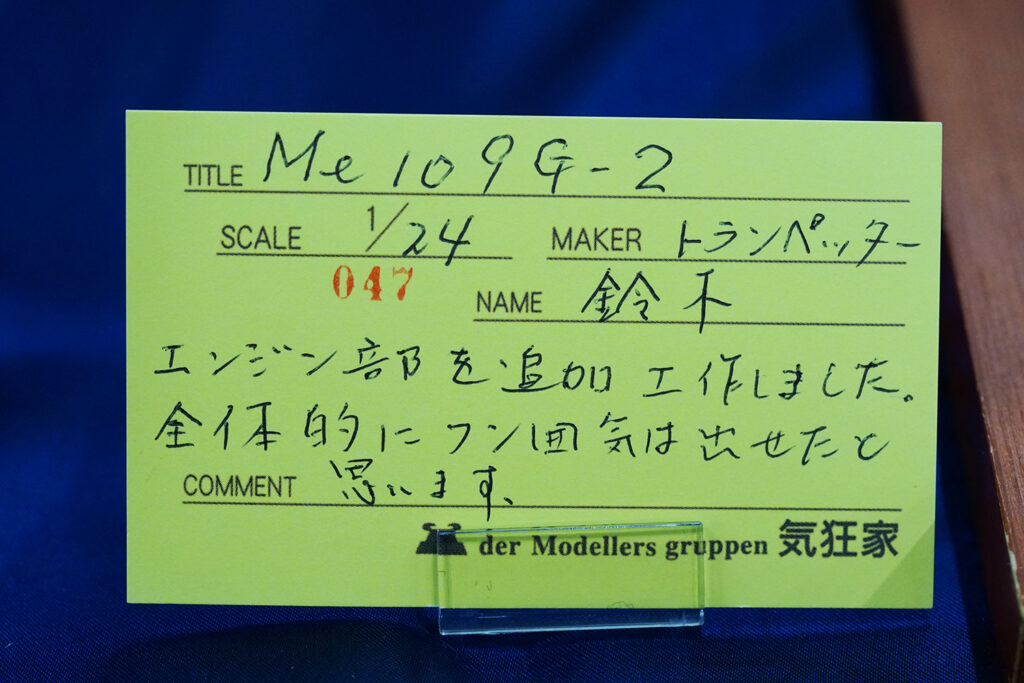 TITLE Me 109 G-2
SCALE 1/24 MAKER トランペッター
047
NAME 鈴木
エンジン部を追加工作しました。
全体的にフン囲気は出せたと
COMMENT 思います、
der Modellers gruppen 気狂家